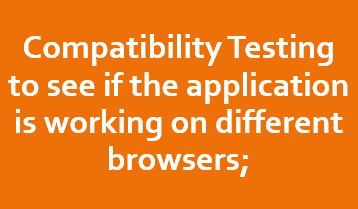 Compatibility Testing
to see if the application
is working on different
browsers;